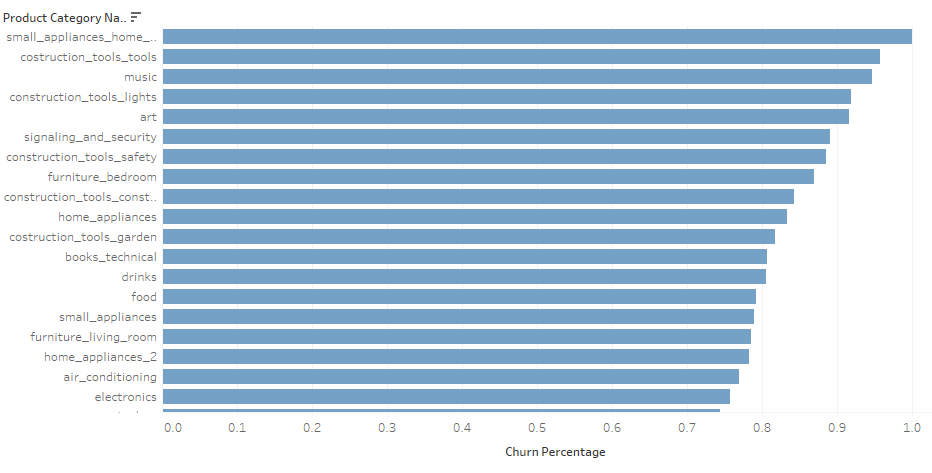 Product Category Na..
small_appliances_home_..
costruction_tools_tools
music
construction_tools_lights
art
signaling_and_security
construction_tools_safety
furniture_bedroom
construction_tools_const..
home_appliances
costruction_tools_garden
books_technical
drinks
food
small_appliances
furniture_living_room
home_appliances_2
air_conditioning
electronics
0.0 0.1 0.2 0.3 0.4 0.5 0.6 0.7 0.8 0.9 1.0
Churn Percentage